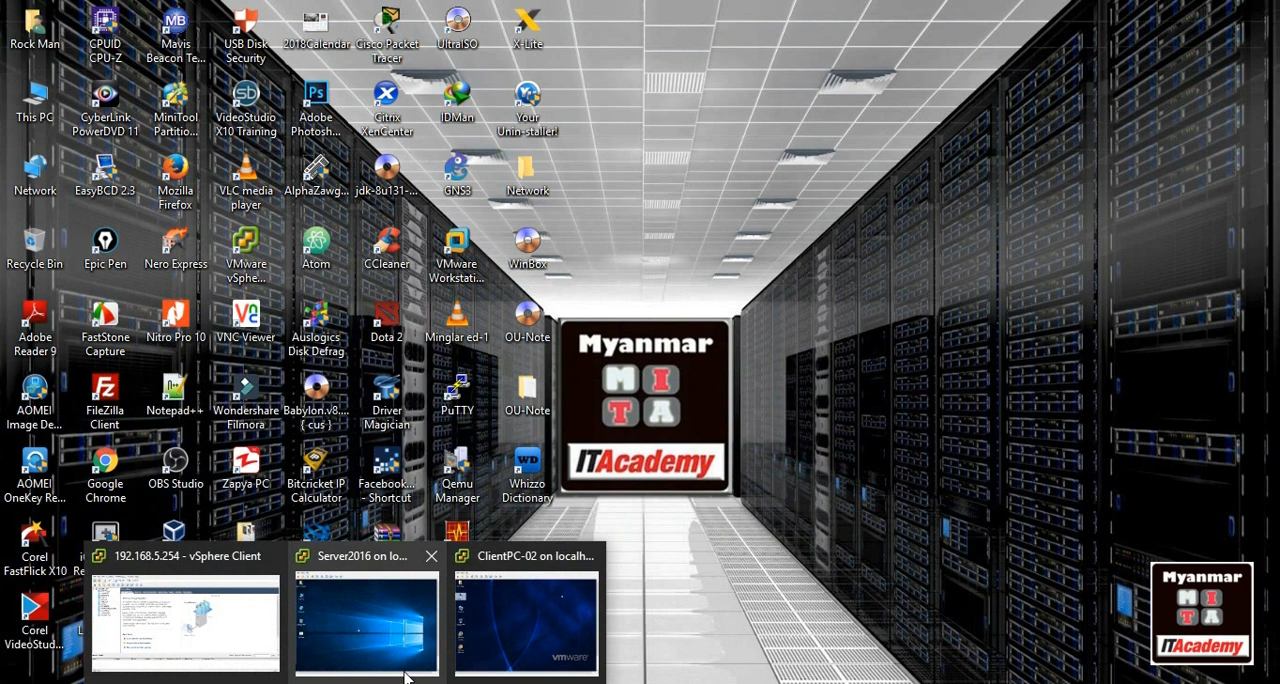 Rock Man
CPUID
CPU-Z
Mavis
Beacon Te...
USB Disk
Security
2018Calendar
Cisco Packet
Tracer
UltraISO
X-Lite
This PC
CyberLink
PowerDVD 11
MiniTool
Partitio...
VideoStudio
X10 Training
Adobe
Photosh...
Citrix
XenCenter
IDMan
Your
Unin-staller!
Network
EasyBCD 2.3
Mozilla
Firefox
VLC media
player
AlphaZawg...
jdk-8u131-...
GNS3
Network
Recycle Bin
Epic Pen
Nero Express
VMware
vSphe...
Atom
CCleaner
VMware
Workstati...
WinBox
Adobe
Reader 9
FastStone
Capture
Nitro Pro 10
VNC Viewer
Auslogics
Disk Defrag
Dota 2
Minglar ed-1
OU-Note
AOMEI
Image De...
FileZilla
Client
Notepad++
Wondershare
Filmora
Babylon.v8....
{ cus }
Driver
Magician
PuTTY
OU-Note
AOMEI
OneKey Re...
Google
Chrome
OBS Studio
Zapya PC
Bitcricket IP
Calculator
Facebook...
- Shortcut
Qemu
Manager
Whizzo
Dictionary
Corel
FastFlick X10
Corel
VideoStud...
192.168.5.254 - vSphere Client
Server2016 on lo...
ClientPC-02 on localh...
vmware
Myanmar
M I
T A
ITAcademy
Myanmar
M I
T A
ITAcademy